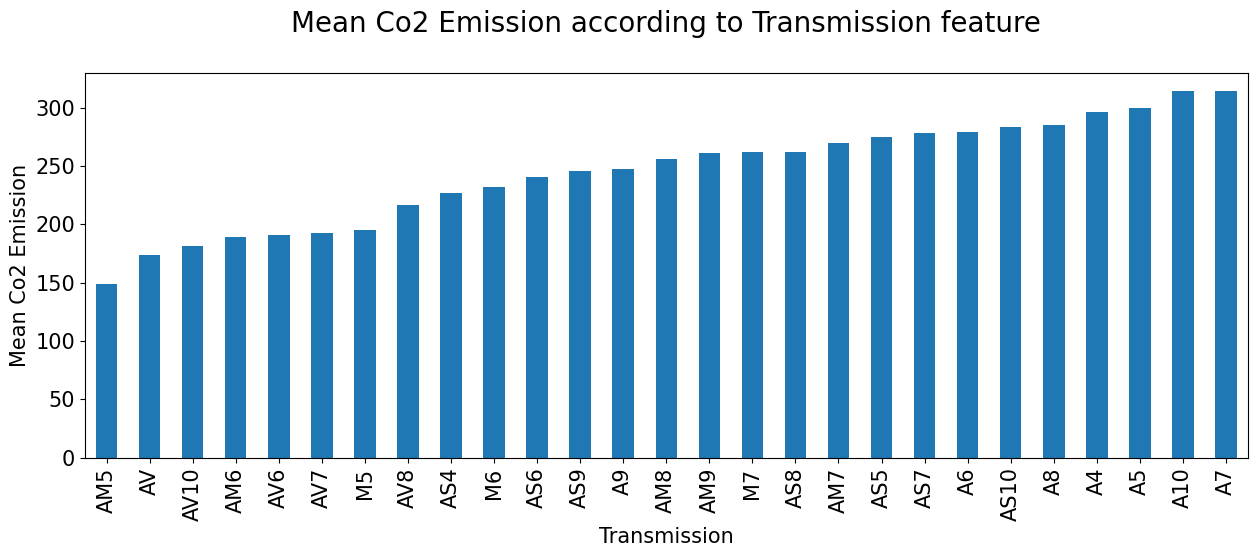 Mean Co2 Emission according to Transmission feature
Mean Co2 Emission
300
250
200
150
100
50
0
AM5
AV
AV10
AM6
AV6
AV7
M5
AV8
AS4
M6
AS6
AS9
A9
AM8
AM9
M7
AS8
AM7
AS5
AS7
A6
AS10
A8
A4
A5
A10
A7
Transmission